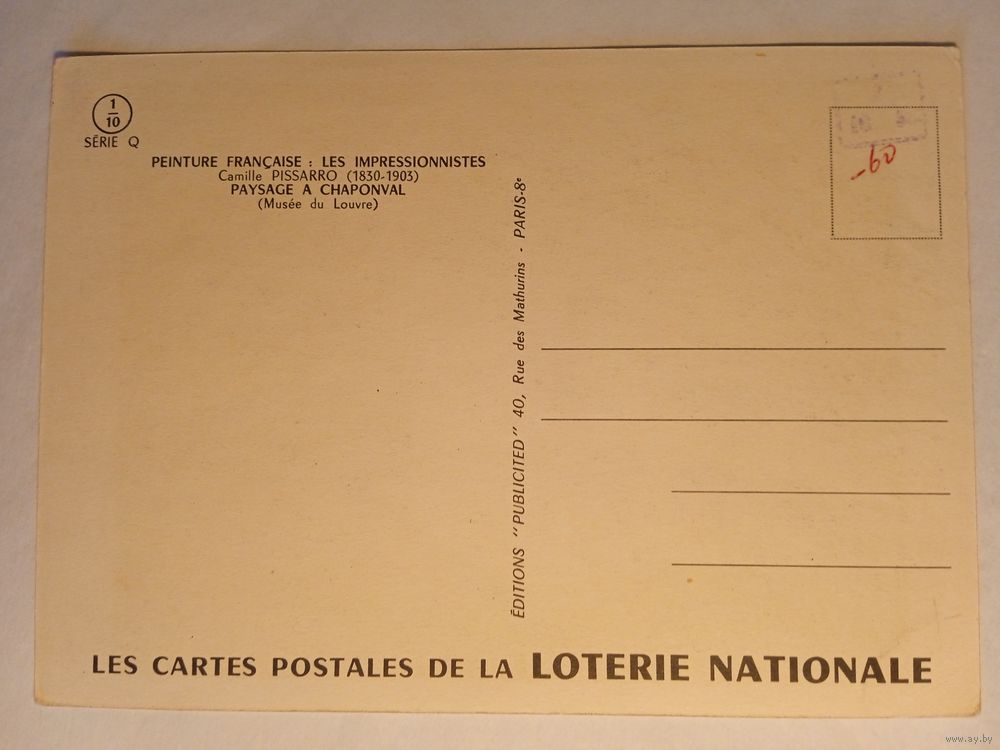 1
10
SÉRIE Q
PEINTURE FRANÇAISE : LES IMPRESSIONNISTES
Camille PISSARRO (1830-1903)
PAYSAGE A CHAPONVAL
(Musée du Louvre)
ÉDITIONS "PUBLICITED" 40, Rue des Mathurins - PARIS-8e
-60
LES CARTES POSTALES DE LA LOTERIE NATIONALE
www.ay.by